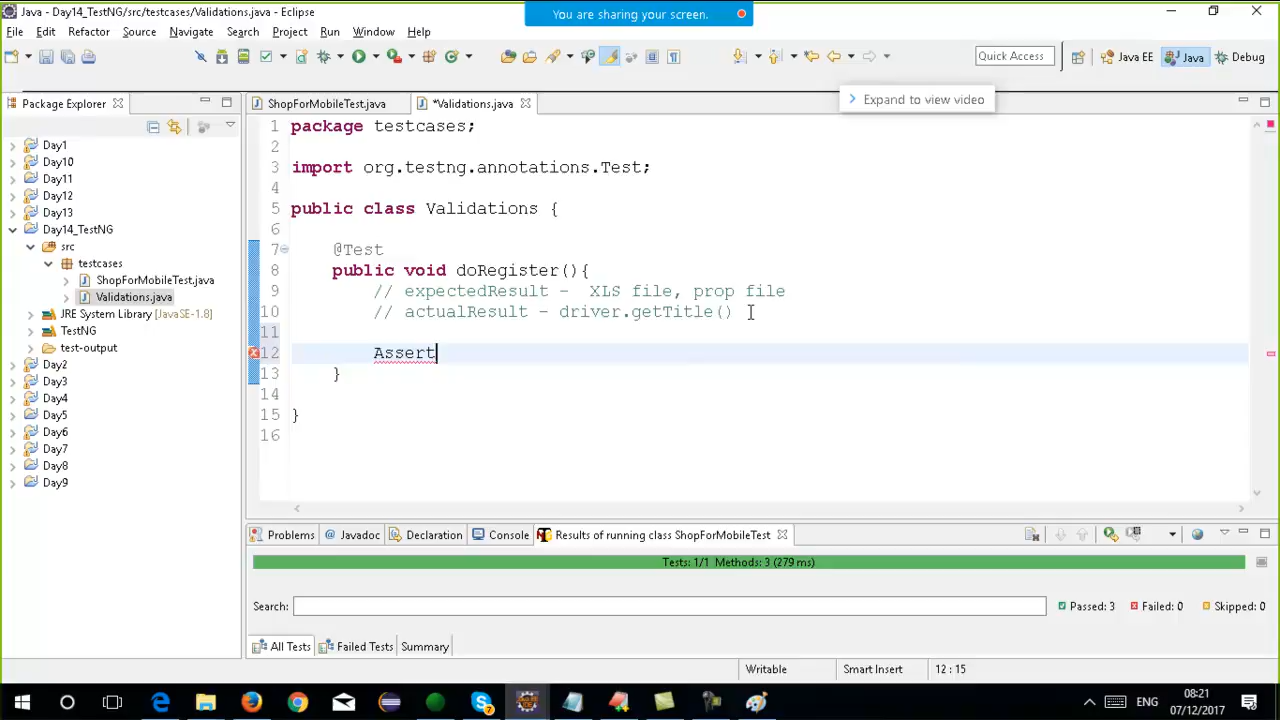 Java - Day14_TestNG/src/testcases/Validations.java - Eclipse
You are sharing your screen.
File Edit Refactor Source Navigate Search Project Run Window Help
Quick Access
Java EE
Java
Debug
Expand to view video
Package Explorer
ShopForMobileTest.java
*Validations.java
Day1
Day10
Day11
Day12
Day13
Day14_TestNG
src
testcases
ShopForMobileTest.java
Validations.java
JRE System Library [JavaSE-1.8]
TestNG
test-output
Day2
Day3
Day4
Day5
Day6
Day7
Day8
Day9
1 package testcases;
2
3 import org.testng.annotations.Test;
4
5 public class Validations {
6
7 @Test
8 public void doRegister(){
9 // expectedResult -  XLS file, prop file
10 // actualResult - driver.getTitle()
11
12 Assert
13 }
14
15 }
16
Problems @ Javadoc Declaration Console Results of running class ShopForMobileTest
Tests: 1/1 Methods: 3 (279 ms)
Search:
Passed: 3 Failed: 0 Skipped: 0
All Tests Failed Tests Summary
Writable Smart Insert 12 : 15
ENG
08:21
07/12/2017